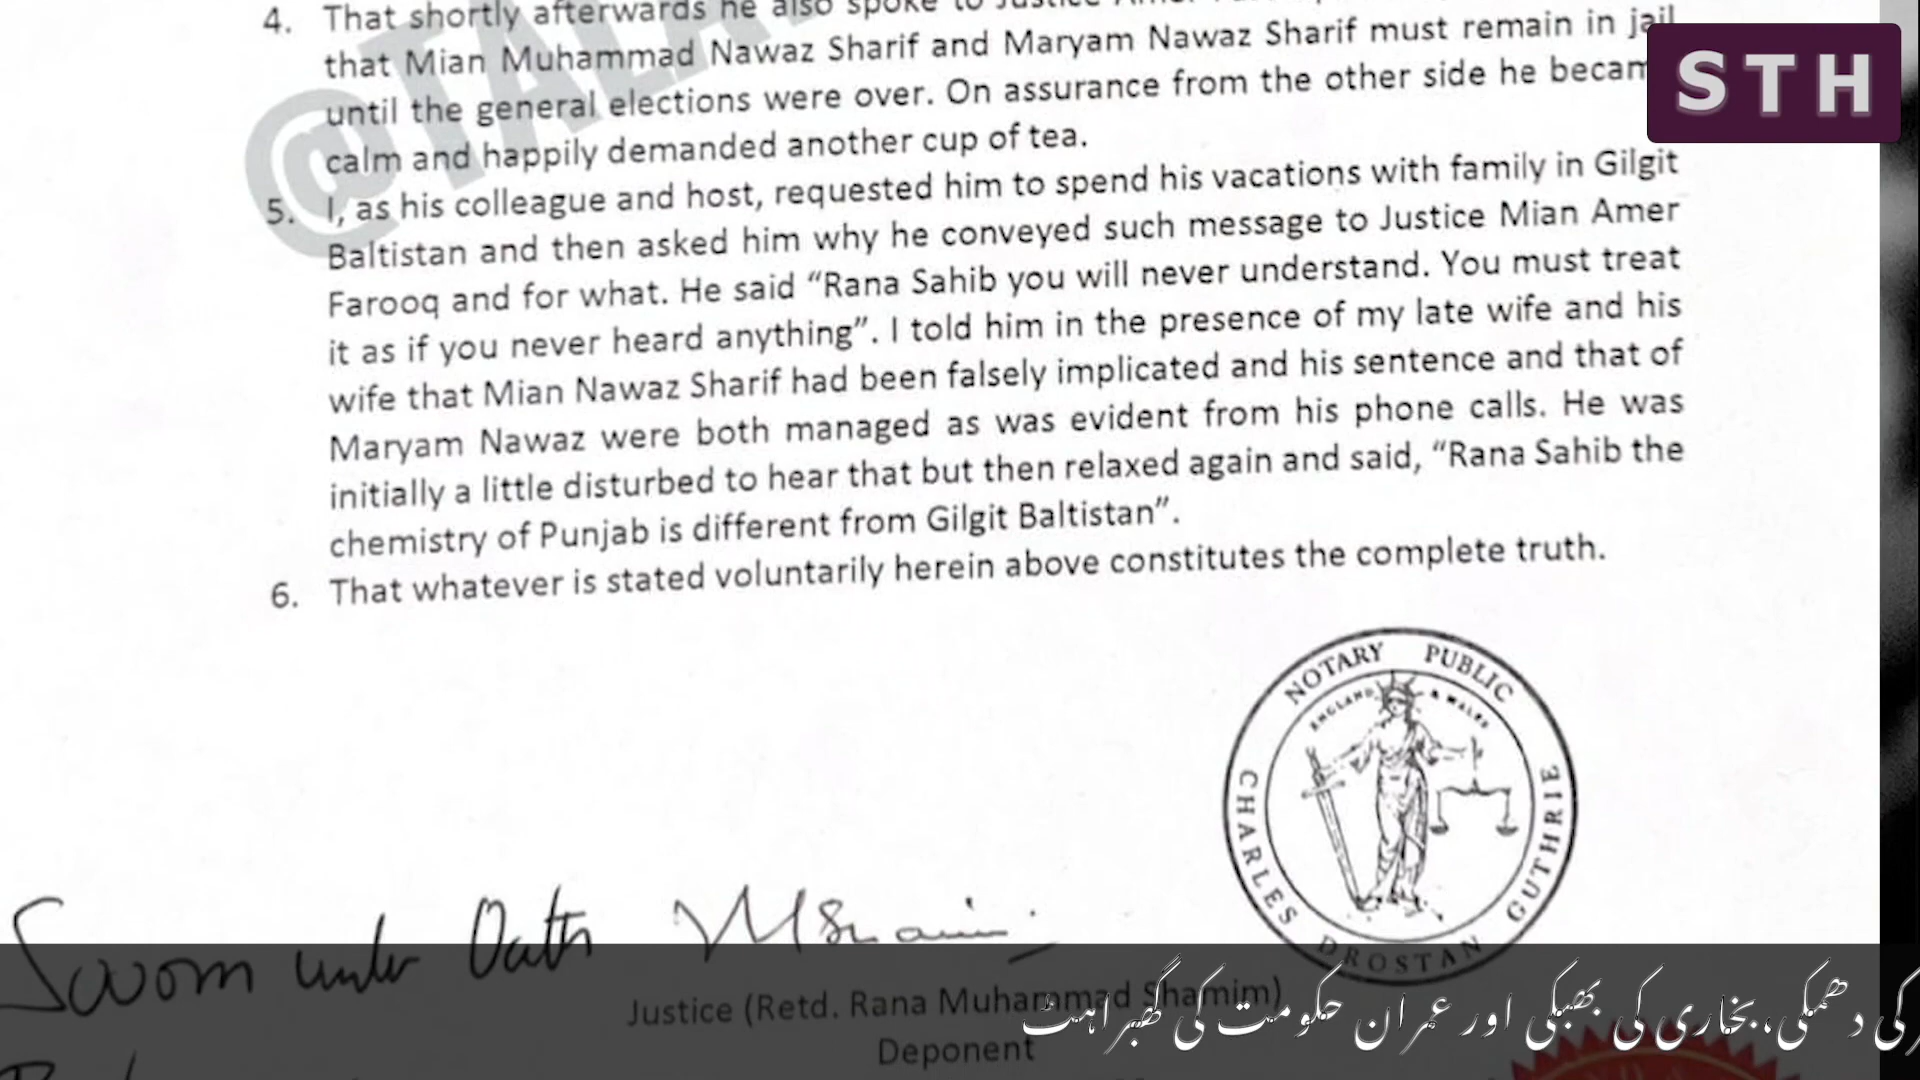 4. That shortly afterwards he also spoke to
that Mian Muhammad Nawaz Sharif and Maryam Nawaz Sharif must remain in jail
until the general elections were over. On assurance from the other side he becam
calm and happily demanded another cup of tea.
5. I, as his colleague and host, requested him to spend his vacations with family in Gilgit
Baltistan and then asked him why he conveyed such message to Justice Mian Amer
Farooq and for what. He said “Rana Sahib you will never understand. You must treat
it as if you never heard anything”. I told him in the presence of my late wife and his
wife that Mian Nawaz Sharif had been falsely implicated and his sentence and that of
Maryam Nawaz were both managed as was evident from his phone calls. He was
initially a little disturbed to hear that but then relaxed again and said, “Rana Sahib the
chemistry of Punjab is different from Gilgit Baltistan”.
6. That whatever is stated voluntarily herein above constitutes the complete truth.
STH
NOTARY PUBLIC
ENGLAND & WALES
CHARLES DROSTAN GUTHRIE
Sworn under Oath MShamim
Justice (Retd. Rana Muhammad Shamim)
Deponent
کی دھمکی، بخاری کی بھبکی اور عمران حکومت کی گھبراہٹ